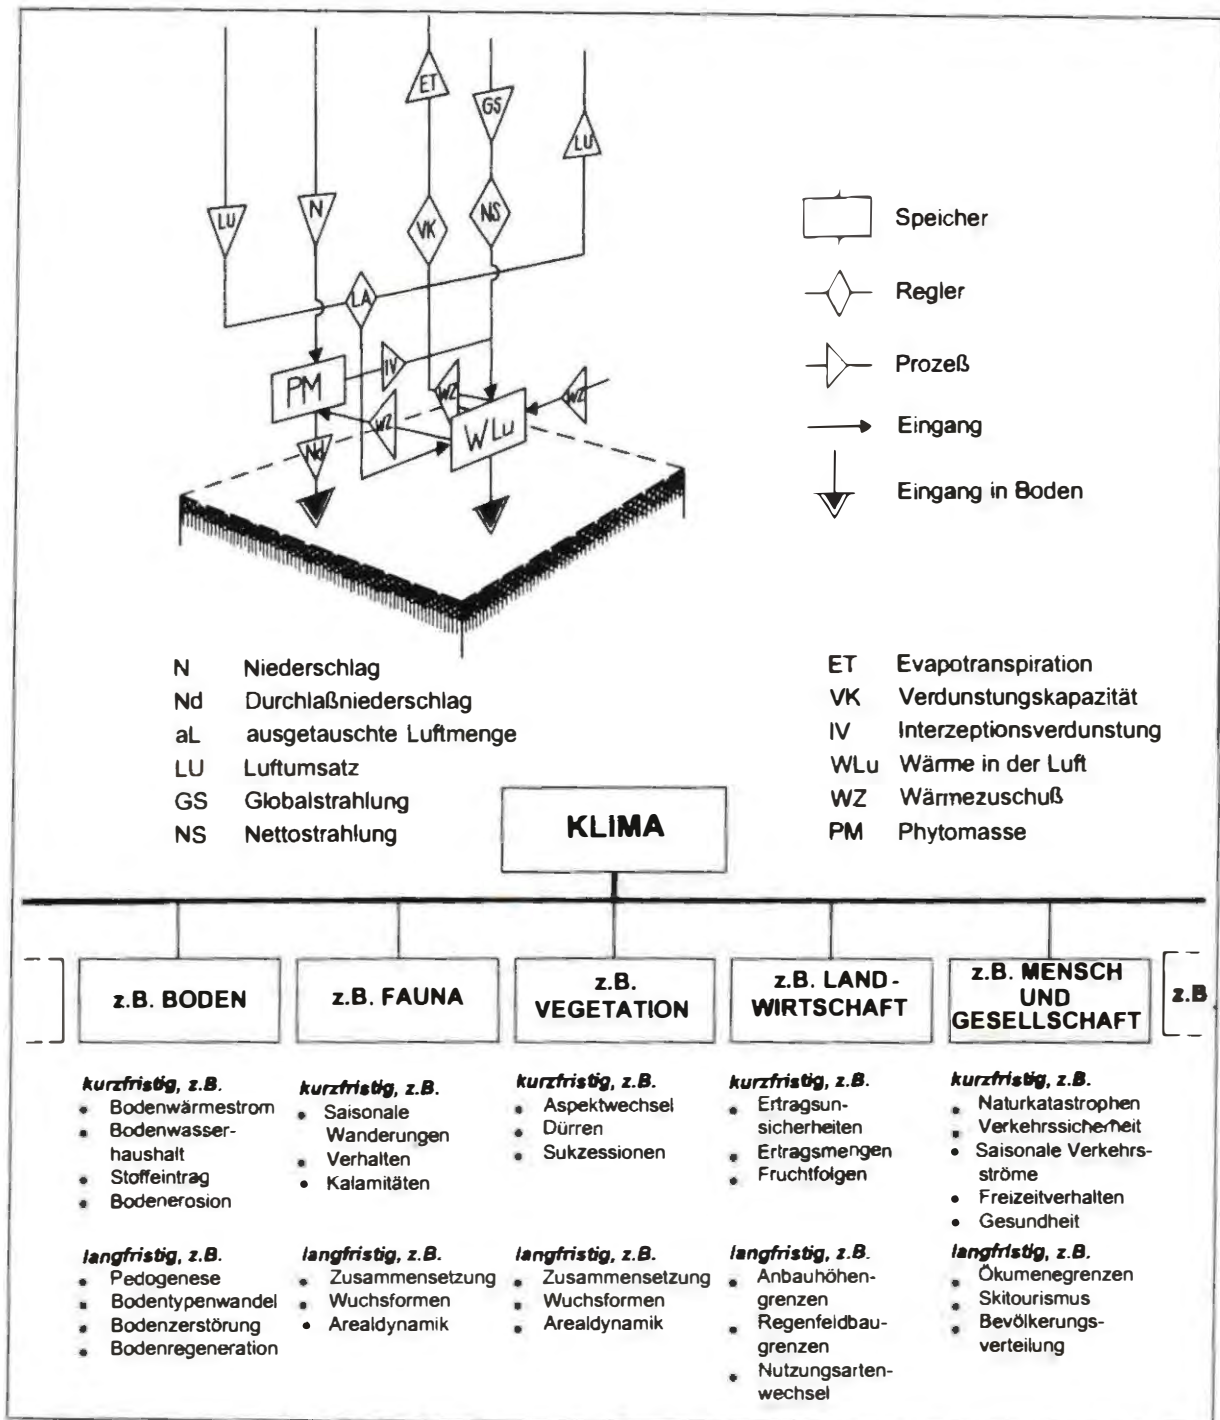 ET
GS
LU
LU
N
VK
NS
LA
PM
IV
WZ
WZ
WZ
WLu
Nd
Speicher
Regler
Prozeß
Eingang
Eingang in Boden
N Niederschlag
Nd Durchlaßniederschlag
aL ausgetauschte Luftmenge
LU Luftumsatz
GS Globalstrahlung
NS Nettostrahlung
ET Evapotranspiration
VK Verdunstungskapazität
IV Interzeptionsverdunstung
WLu Wärme in der Luft
WZ Wärmezuschuß
PM Phytomasse
KLIMA
z.B. BODEN
kurzfristig, z.B.
• Bodenwärmestrom
• Bodenwasser-
haushalt
• Stoffeintrag
• Bodenerosion
langfristig, z.B.
• Pedogenese
• Bodentypenwandel
• Bodenzerstörung
• Bodenregeneration
z.B. FAUNA
kurzfristig, z.B.
• Saisonale
Wanderungen
• Verhalten
• Kalamitäten
langfristig, z.B.
• Zusammensetzung
• Wuchsformen
• Arealdynamik
z.B.
VEGETATION
kurzfristig, z.B.
• Aspektwechsel
• Dürren
• Sukzessionen
langfristig, z.B.
• Zusammensetzung
• Wuchsformen
• Arealdynamik
z.B. LAND-
WIRTSCHAFT
kurzfristig, z.B.
• Ertragsun-
sicherheiten
• Ertragsmengen
• Fruchtfolgen
langfristig, z.B.
• Anbauhöhen-
grenzen
• Regenfeldbau-
grenzen
• Nutzungsarten-
wechsel
z.B. MENSCH
UND
GESELLSCHAFT
kurzfristig, z.B.
• Naturkatastrophen
• Verkehrssicherheit
• Saisonale Verkehrs-
ströme
• Freizeitverhalten
• Gesundheit
langfristig, z.B.
• Ökumenegrenzen
• Skitourismus
• Bevölkerungs-
verteilung
z.B.